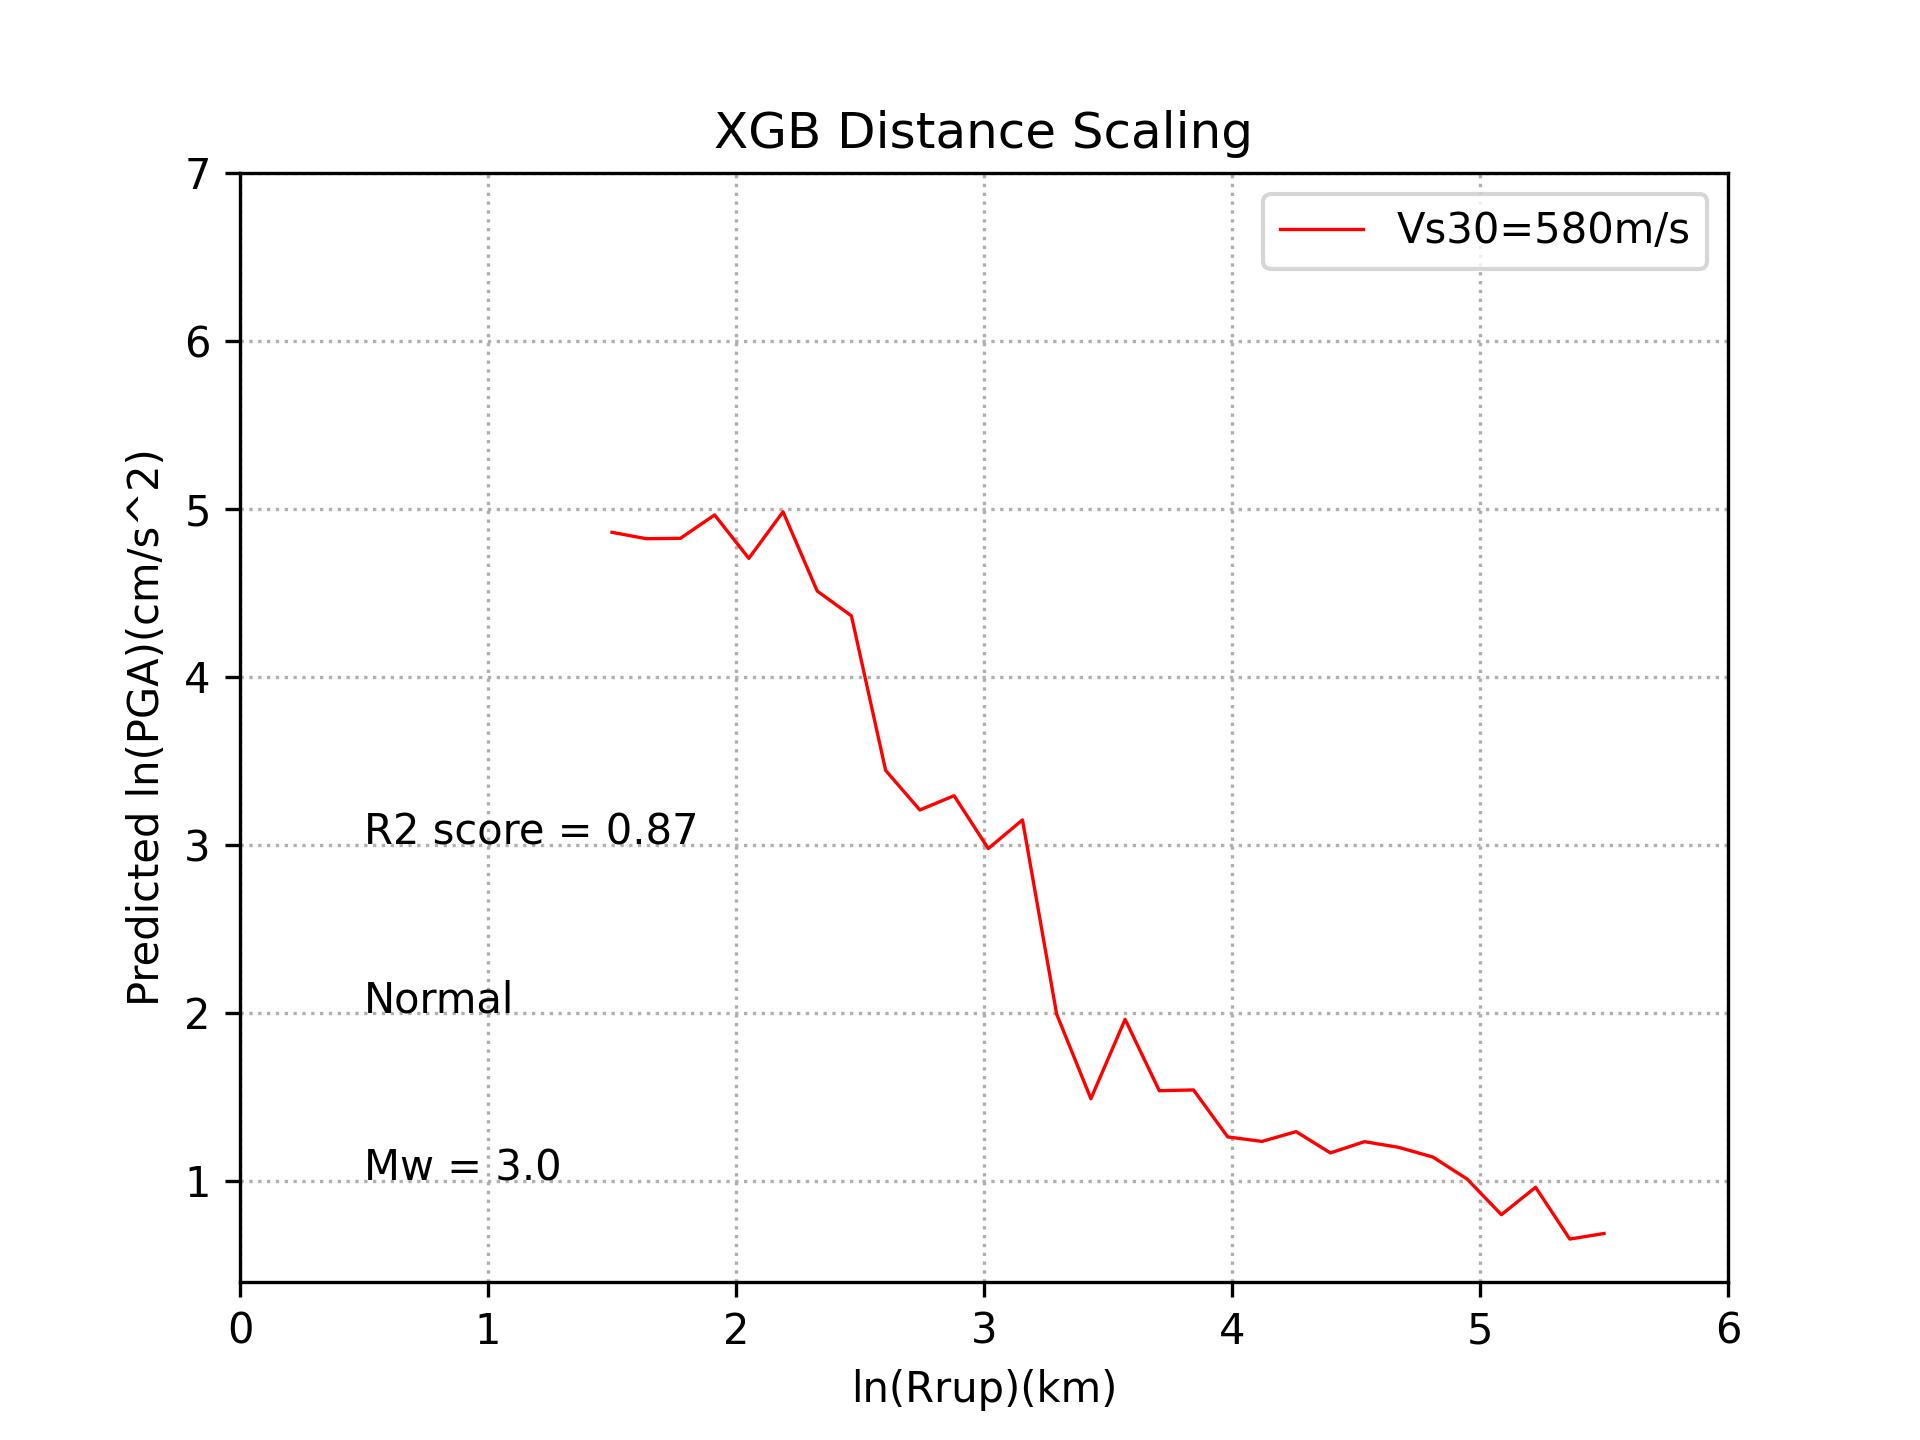 XGB Distance Scaling
Vs30=580m/s
Predicted ln(PGA)(cm/s^2)
7
6
5
4
3
2
1
R2 score = 0.87
Normal
Mw = 3.0
0 1 2 3 4 5 6
ln(Rrup)(km)